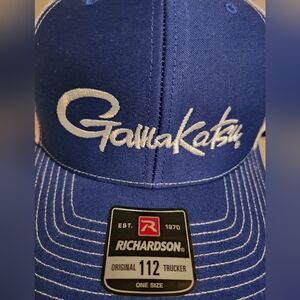 Gamakatsu
EST. R 1970
RICHARDSON®
ORIGINAL 112 TRUCKER
ONE SIZE